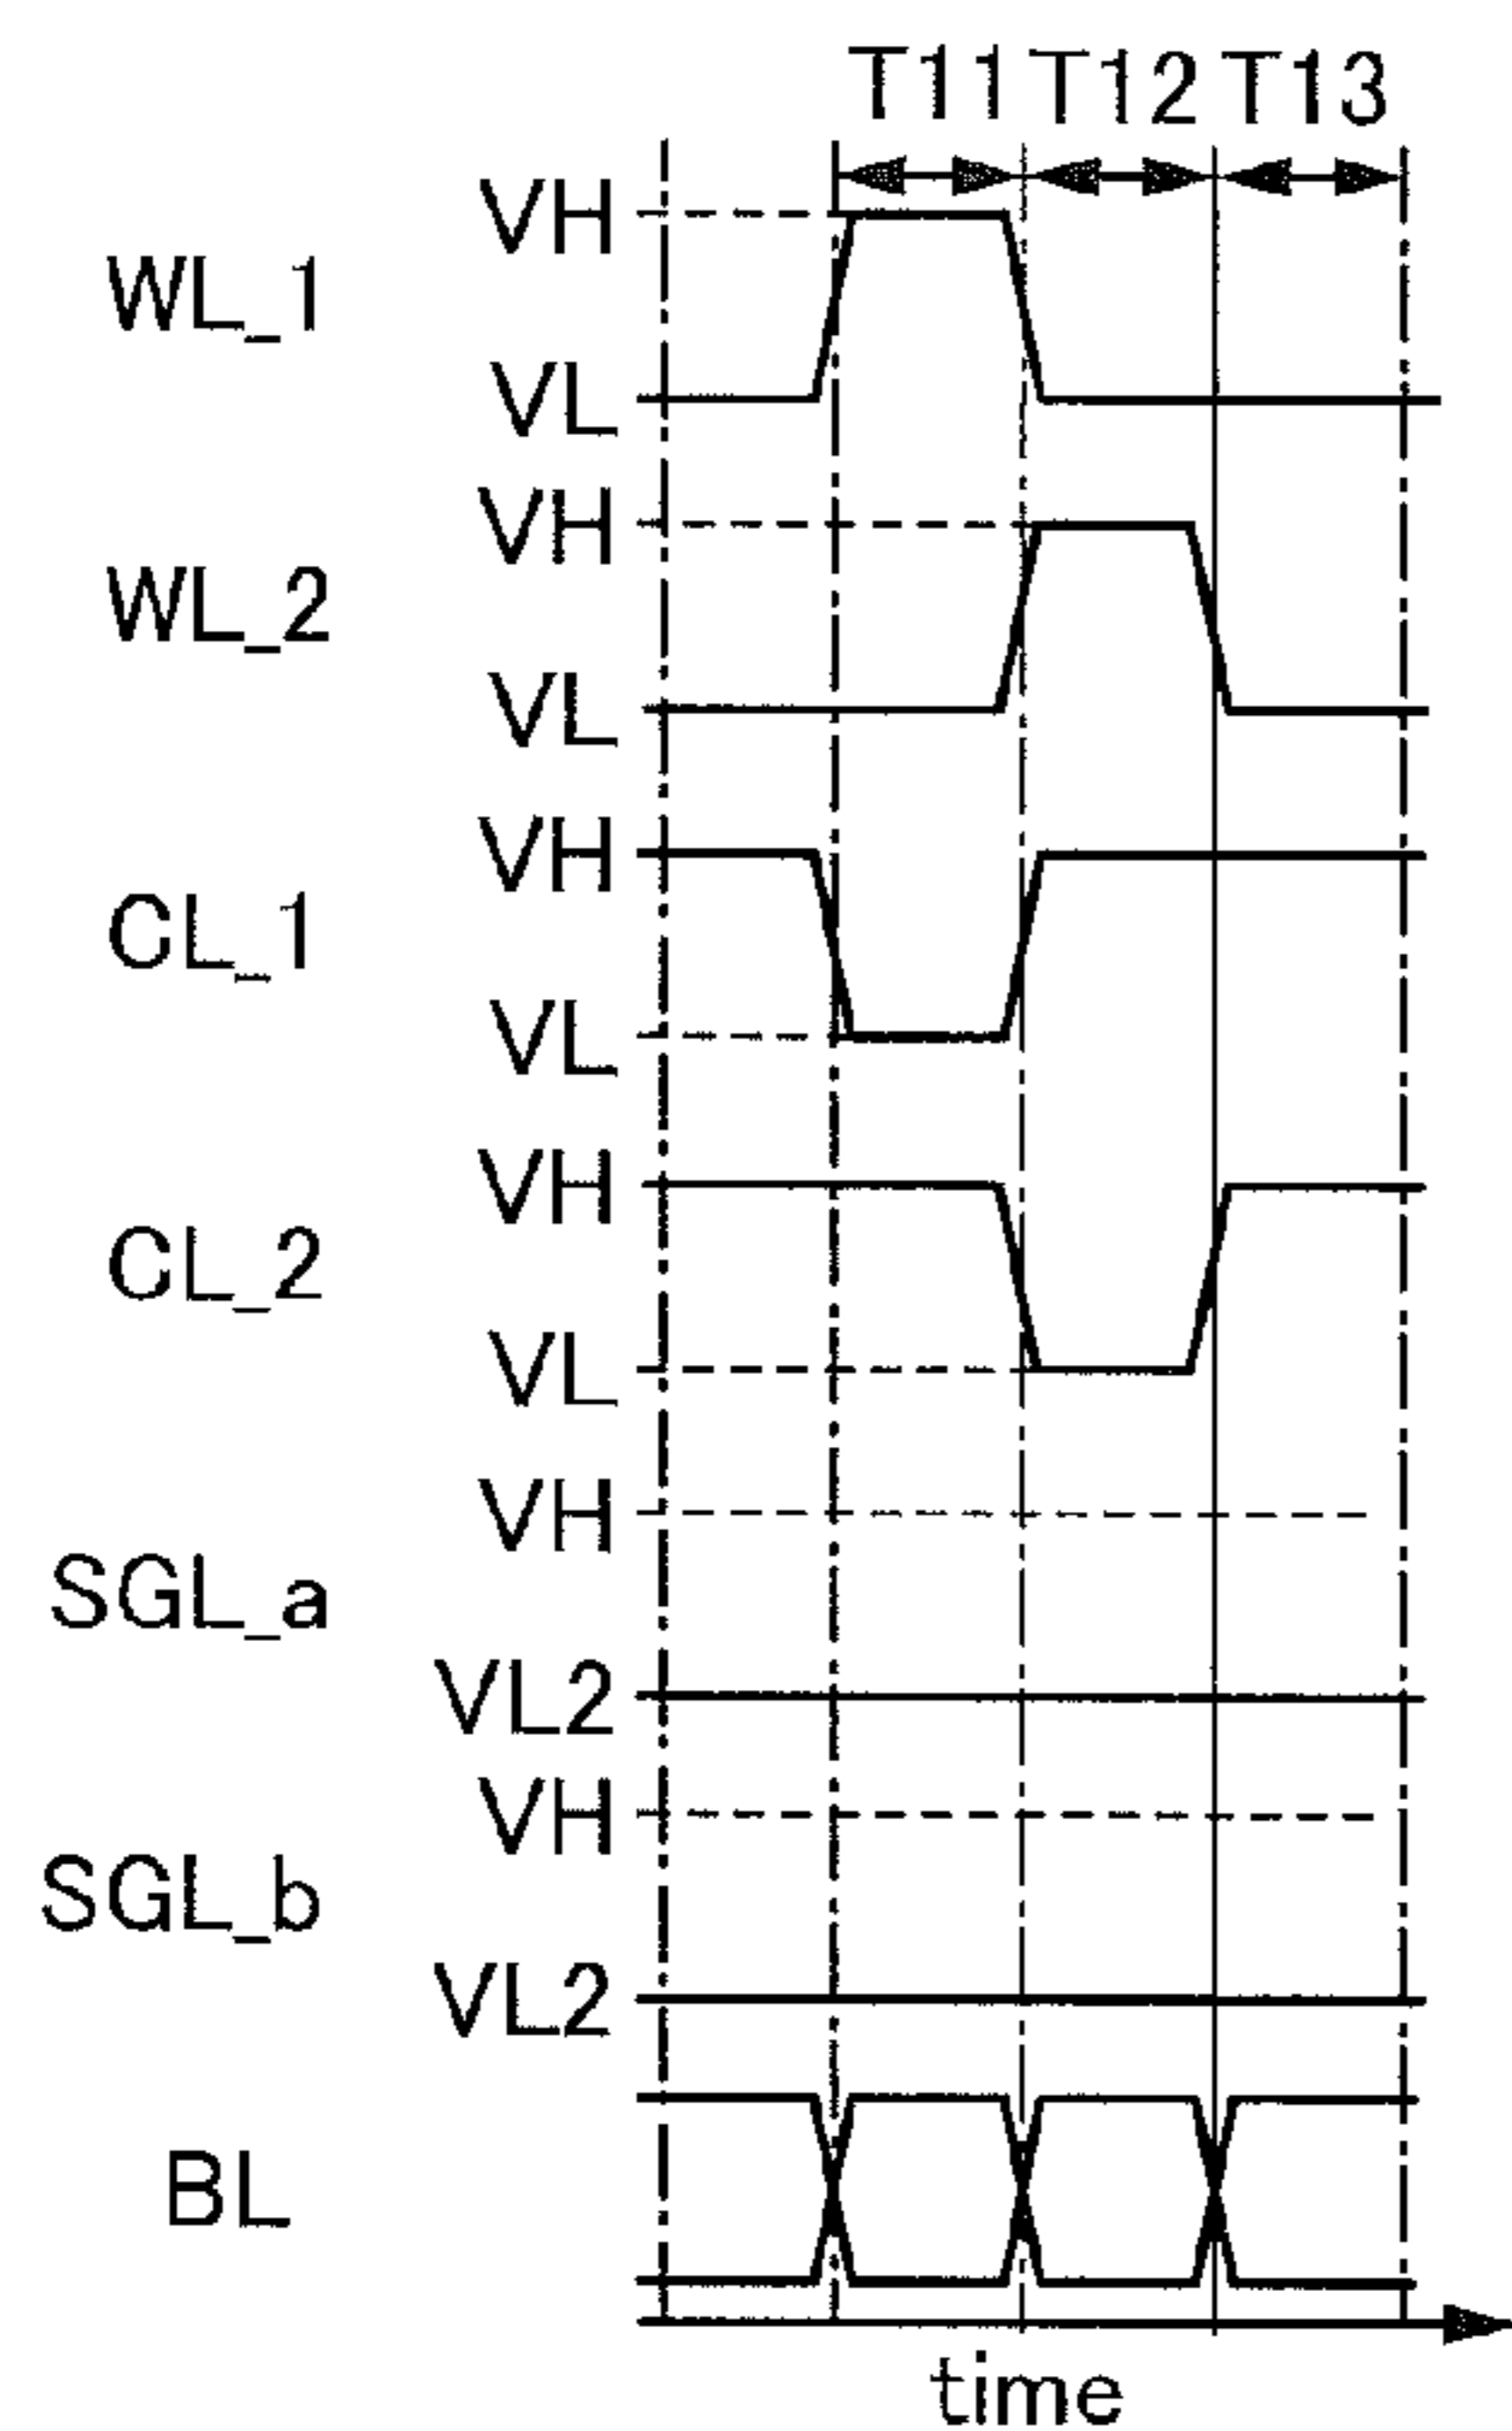 T11 T12 T13
VH
WL_1
VL
VH
WL_2
VL
VH
CL_1
VL
VH
CL_2
VL
VH
SGL_a
VL2
VH
SGL_b
VL2
BL
time